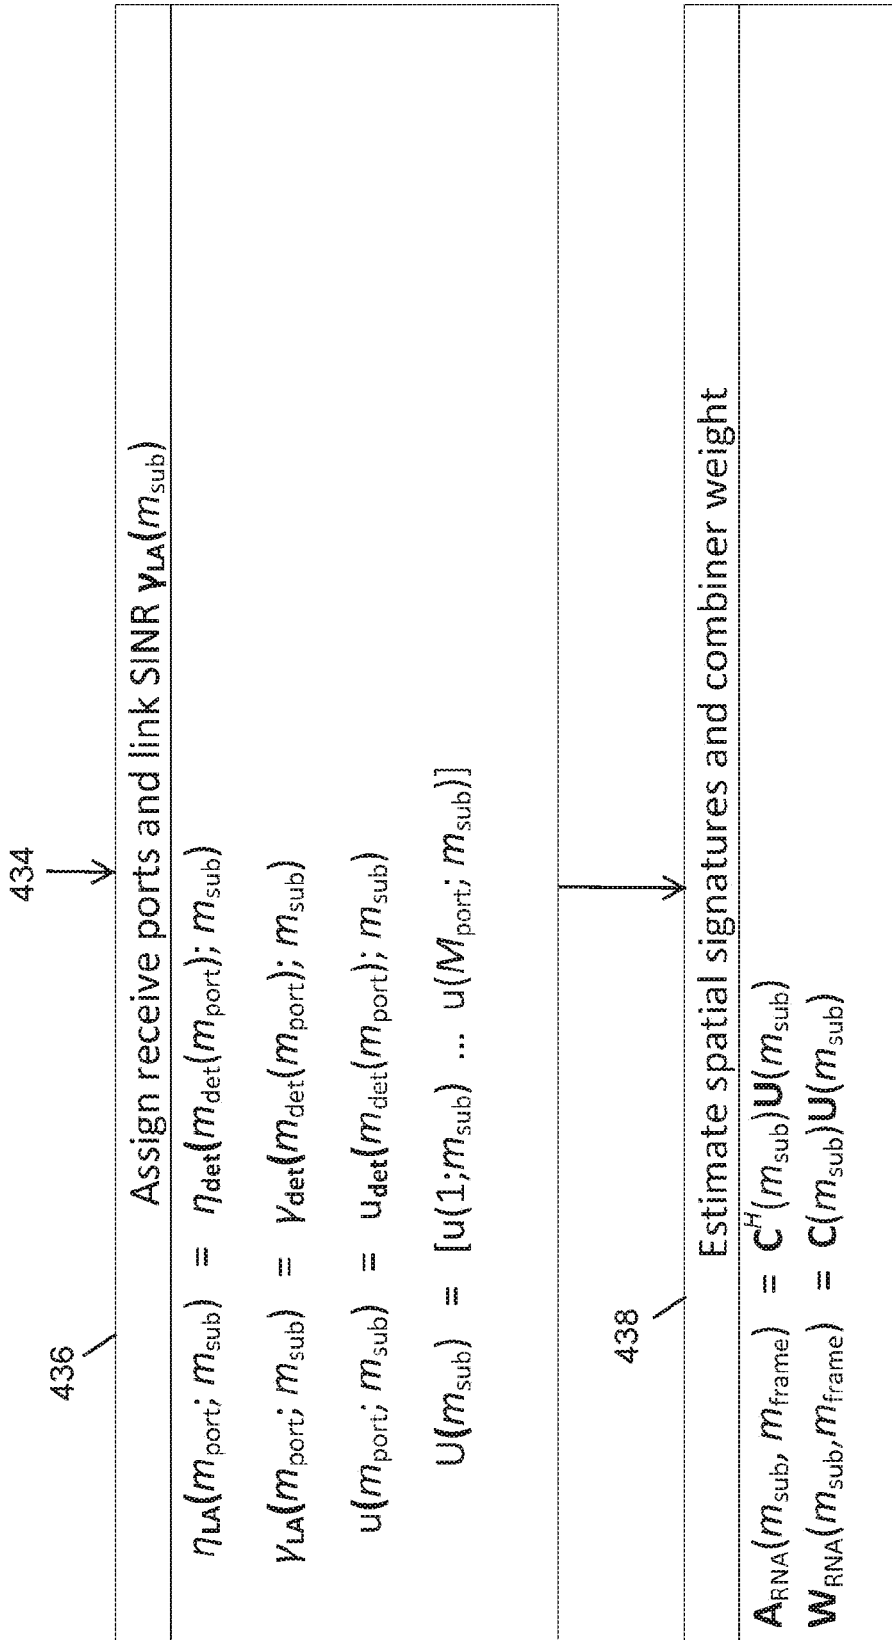 434
436
Assign receive ports and link SINR γLA(msub)
ηLA(mport; msub) = ηdet(mdet(mport); msub)
γLA(mport; msub) = γdet(mdet(mport); msub)
u(mport; msub) = udet(mdet(mport); msub)
U(msub) = [u(1;msub) ... u(Mport; msub)]
438
Estimate spatial signatures and combiner weight
ARNA(msub, mframe) = C^H(msub)U(msub)
WRNA(msub,mframe) = C(msub)U(msub)